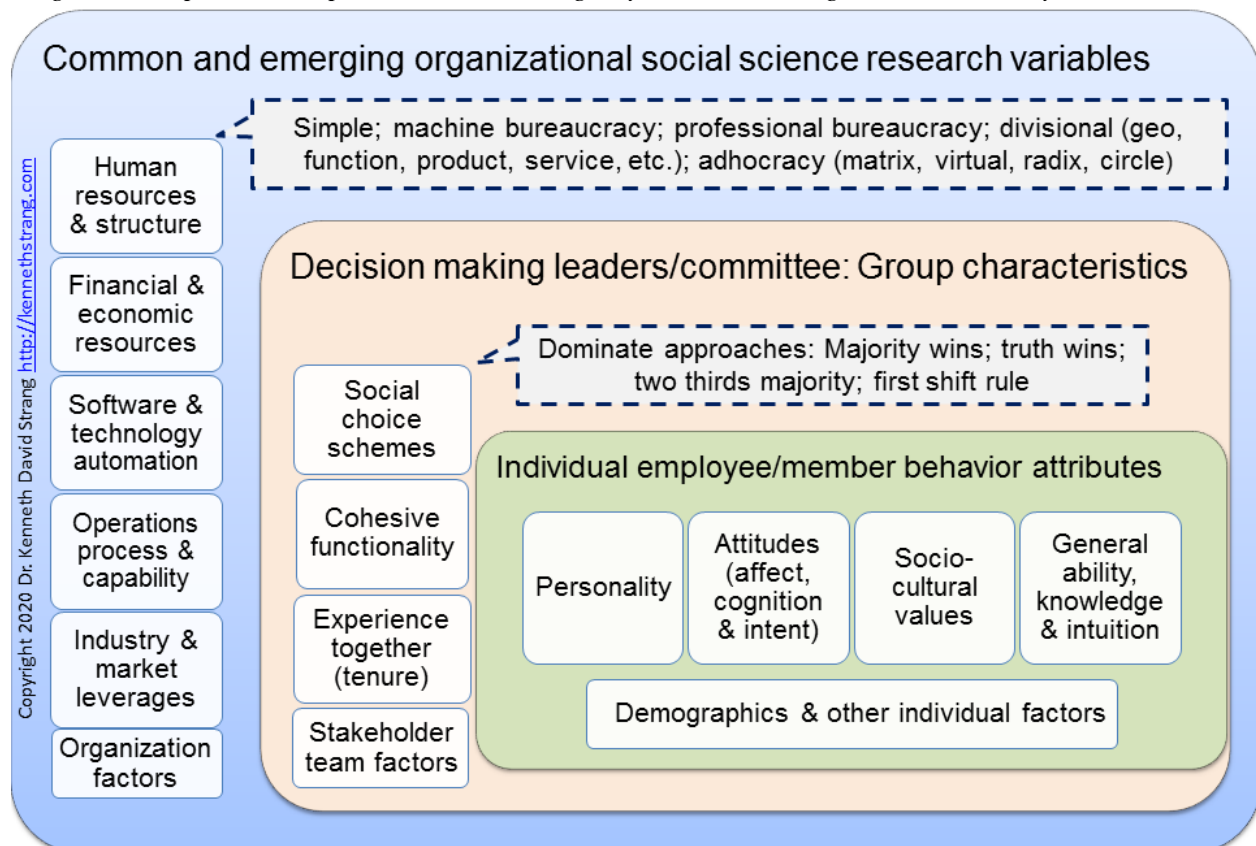 Common and emerging organizational social science research variables
Simple; machine bureaucracy; professional bureaucracy; divisional (geo,
function, product, service, etc.); adhocracy (matrix, virtual, radix, circle)
Human
resources
& structure
Financial &
economic
resources
Software &
technology
automation
Operations
process &
capability
Industry &
market
leverages
Organization
factors
Decision making leaders/committee: Group characteristics
Dominate approaches: Majority wins; truth wins;
two thirds majority; first shift rule
Social
choice
schemes
Cohesive
functionality
Experience
together
(tenure)
Stakeholder
team factors
Individual employee/member behavior attributes
Personality
Attitudes
(affect,
cognition
& intent)
Socio-
cultural
values
General
ability,
knowledge
& intuition
Demographics & other individual factors
Copyright 2020 Dr. Kenneth David Strang http://kennethstrang.com